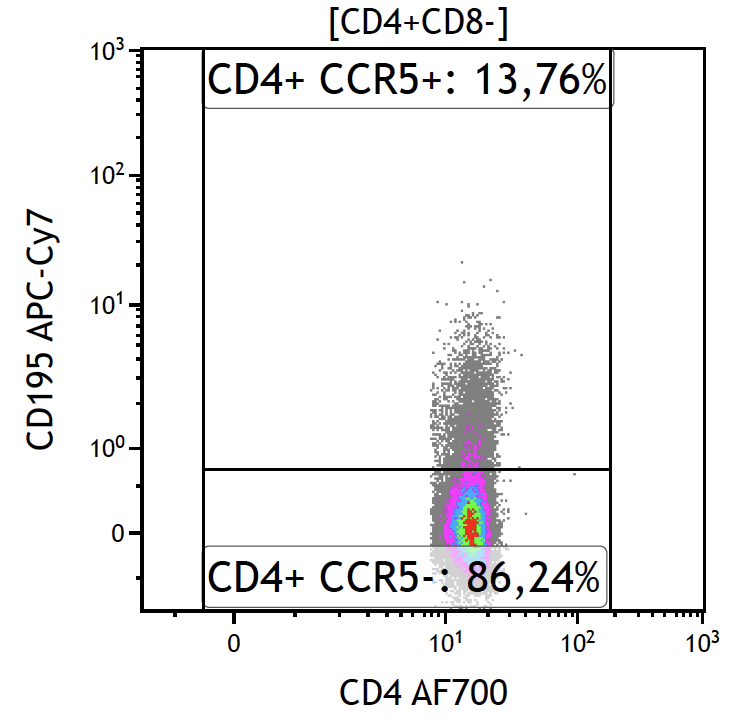 [CD4+CD8-]
CD4+ CCR5+: 13,76%
10³
10²
10¹
10⁰
0
CD195 APC-Cy7
CD4+ CCR5-: 86,24%
0
10¹
10²
10³
CD4 AF700